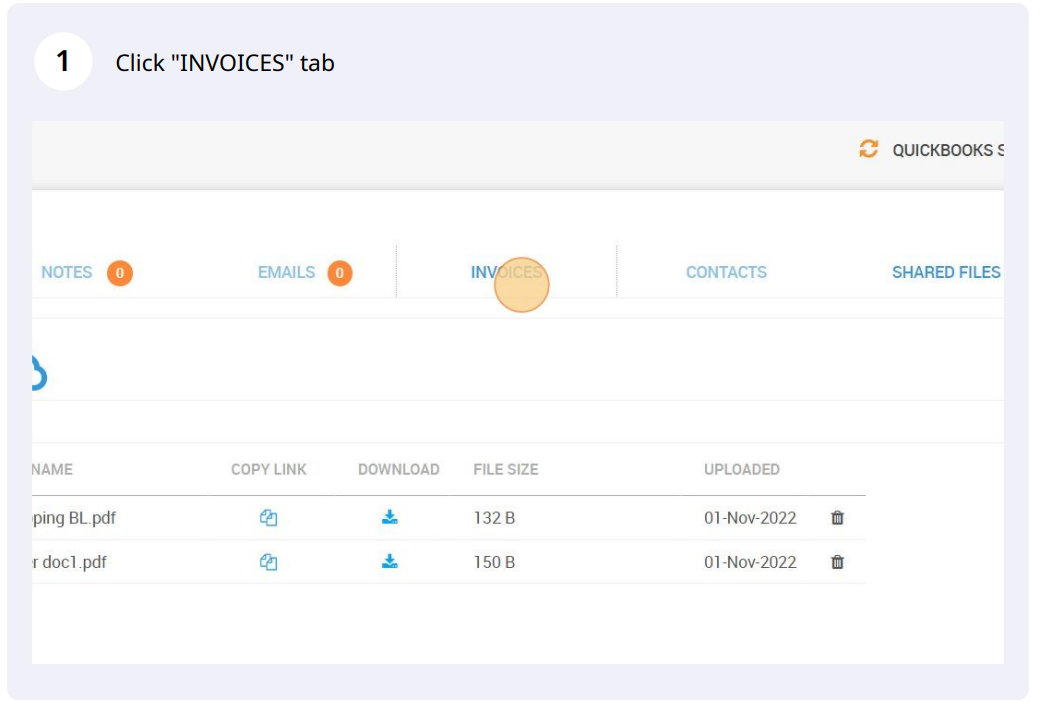 1 Click "INVOICES" tab
QUICKBOOKS S
NOTES 0 EMAILS 0 INVOICES CONTACTS SHARED FILES
NAME COPY LINK DOWNLOAD FILE SIZE UPLOADED
ping BL.pdf 132 B 01-Nov-2022
r doc1.pdf 150 B 01-Nov-2022